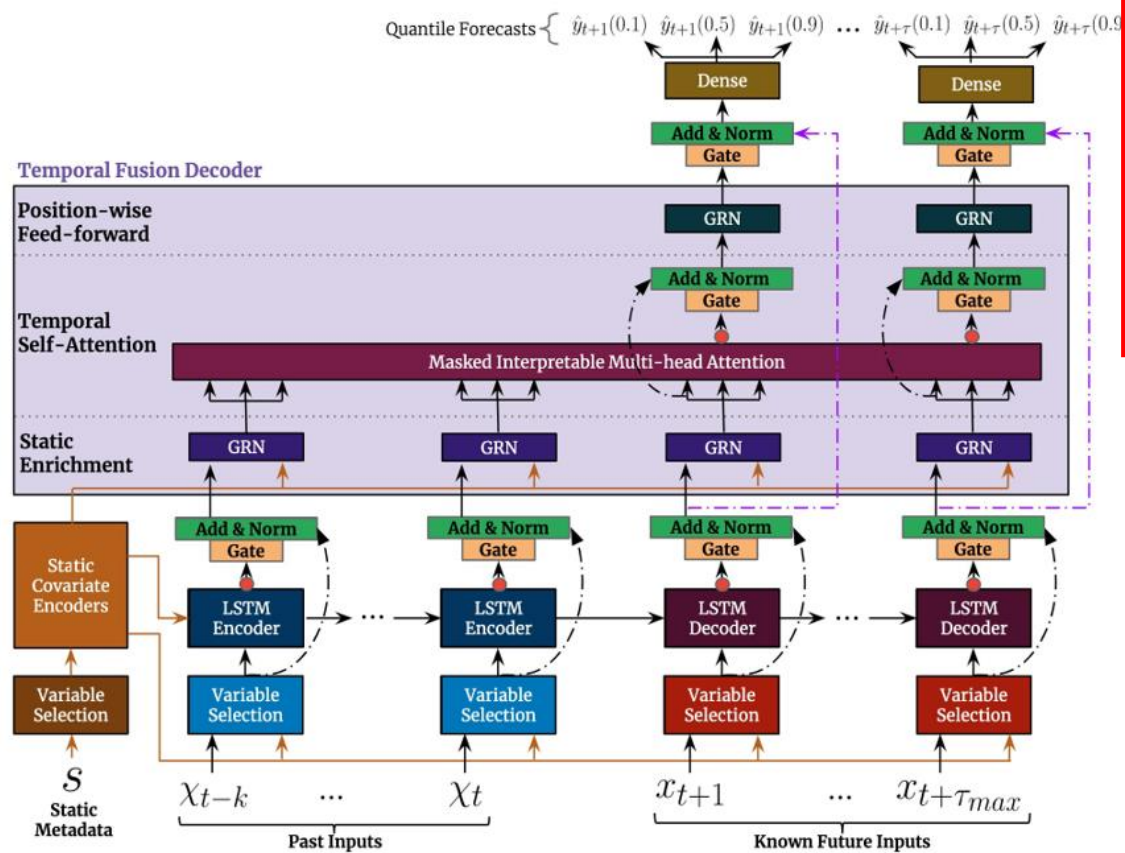 Quantile Forecasts { ŷt+1(0.1) ŷt+1(0.5) ŷt+1(0.9) ... ŷt+τ(0.1) ŷt+τ(0.5) ŷt+τ(0.9
Dense Dense
Add & Norm Add & Norm
Gate Gate
Temporal Fusion Decoder
Position-wise
Feed-forward
GRN GRN
Add & Norm Add & Norm
Gate Gate
Temporal
Self-Attention
Masked Interpretable Multi-head Attention
Static
Enrichment
GRN GRN GRN GRN
Add & Norm Add & Norm Add & Norm Add & Norm
Gate Gate Gate Gate
Static
Covariate
Encoders
LSTM
Encoder
...
LSTM
Encoder
LSTM
Decoder
...
LSTM
Decoder
Variable
Selection
Variable
Selection
Variable
Selection
Variable
Selection
Variable
Selection
s χt−k ... χt xt+1 ... xt+τmax
Static
Metadata
Past Inputs Known Future Inputs